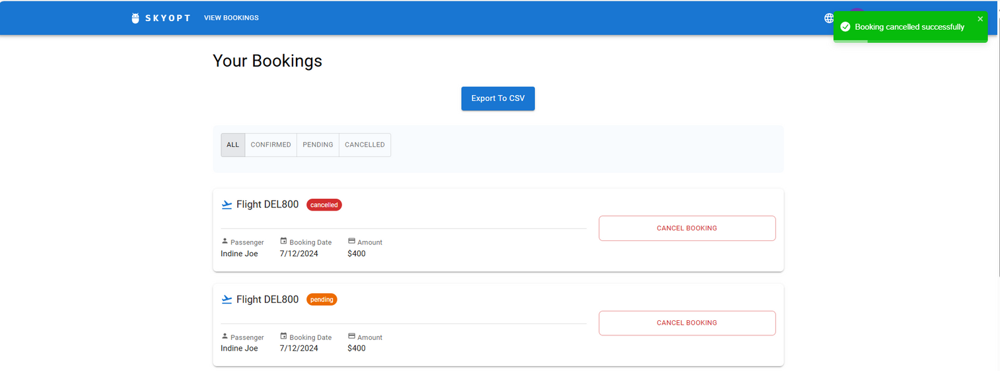 SKYOPT VIEW BOOKINGS
Booking cancelled successfully
Your Bookings
Export To CSV
ALL CONFIRMED PENDING CANCELLED
Flight DEL800 cancelled
CANCEL BOOKING
Passenger Booking Date Amount
Indine Joe 7/12/2024 $400
Flight DEL800 pending
CANCEL BOOKING
Passenger Booking Date Amount
Indine Joe 7/12/2024 $400